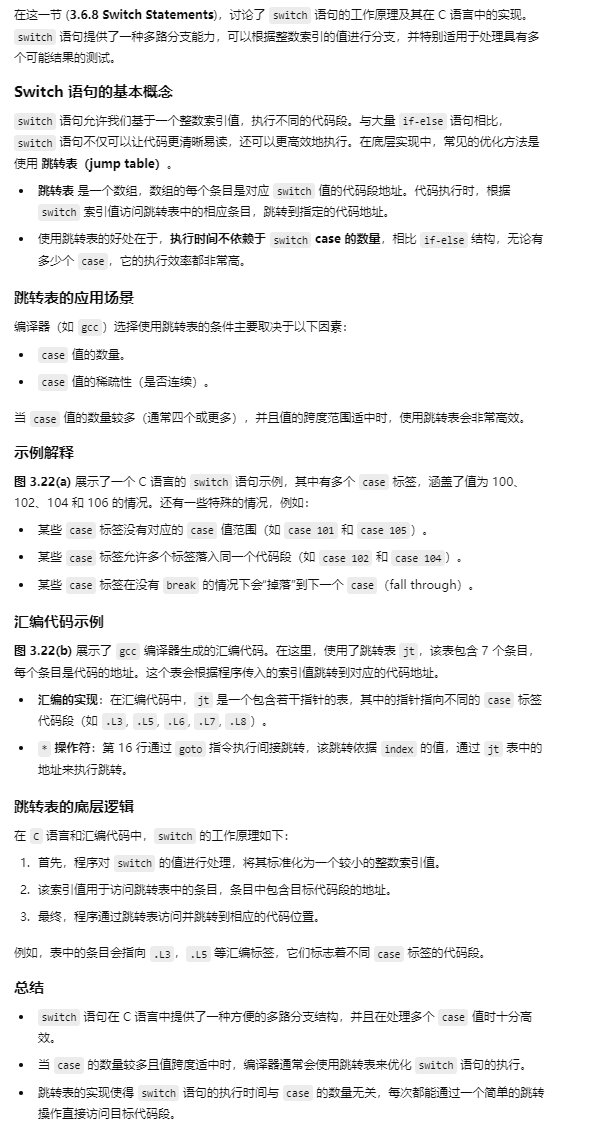 在这一节 (3.6.8 Switch Statements)，讨论了 switch 语句的工作原理及其在 C 语言中的实现。
switch 语句提供了一种多路分支能力，可以根据整数索引的值进行分支，并特别适用于处理具有多
个可能结果的测试。
Switch 语句的基本概念
switch 语句允许我们基于一个整数索引值，执行不同的代码段。与大量 if-else 语句相比，
switch 语句不仅可以让代码更清晰易读，还可以更高效地执行。在底层实现中，常见的优化方法是
使用 跳转表（jump table）。
• 跳转表 是一个数组，数组的每个条目是对应 switch 值的代码段地址。代码执行时，根据
switch 索引值访问跳转表中的相应条目，跳转到指定的代码地址。
• 使用跳转表的好处在于，执行时间不依赖于 switch case 的数量，相比 if-else 结构，无论有
多少个 case，它的执行效率都非常高。
跳转表的应用场景
编译器（如 gcc）选择使用跳转表的条件主要取决于以下因素：
• case 值的数量。
• case 值的稀疏性（是否连续）。
当 case 值的数量较多（通常四个或更多），并且值的跨度范围适中时，使用跳转表会非常高效。
示例解释
图 3.22(a) 展示了一个 C 语言的 switch 语句示例，其中有多个 case 标签，涵盖了值为 100、
102、104 和 106 的情况。还有一些特殊的情况，例如：
• 某些 case 标签没有对应的 case 值范围（如 case 101 和 case 105）。
• 某些 case 标签允许多个标签落入同一个代码段（如 case 102 和 case 104）。
• 某些 case 标签在没有 break 的情况下会“掉落”到下一个 case（fall through）。
汇编代码示例
图 3.22(b) 展示了 gcc 编译器生成的汇编代码。在这里，使用了跳转表 jt，该表包含 7 个条目，
每个条目是代码的地址。这个表会根据程序传入的索引值跳转到对应的代码地址。
• 汇编的实现：在汇编代码中，jt 是一个包含若干指针的表，其中的指针指向不同的 case 标签
代码段（如 .L3, .L5, .L6, .L7, .L8）。
• * 操作符：第 16 行通过 goto 指令执行间接跳转，该跳转依据 index 的值，通过 jt 表中的
地址来执行跳转。
跳转表的底层逻辑
在 C 语言和汇编代码中，switch 的工作原理如下：
1. 首先，程序对 switch 的值进行处理，将其标准化为一个较小的整数索引值。
2. 该索引值用于访问跳转表中的条目，条目中包含目标代码段的地址。
3. 最终，程序通过跳转表访问并跳转到相应的代码位置。
例如，表中的条目会指向 .L3，.L5 等汇编标签，它们标志着不同 case 标签的代码段。
总结
• switch 语句在 C 语言中提供了一种方便的多路分支结构，并且在处理多个 case 值时十分高
效。
• 当 case 的数量较多且值跨度适中时，编译器通常会使用跳转表来优化 switch 语句的执行。
• 跳转表的实现使得 switch 语句的执行时间与 case 的数量无关，每次都能通过一个简单的跳转
操作直接访问目标代码段。